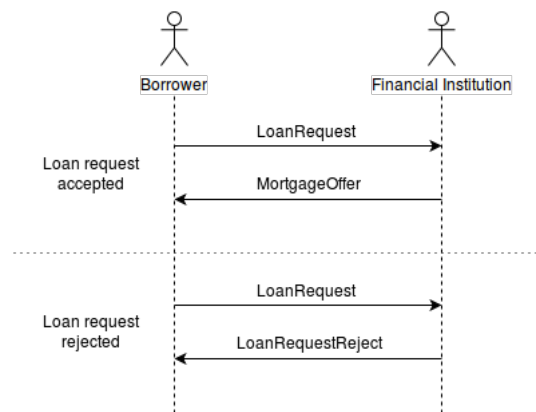 Borrower
Financial Institution
Loan request
accepted
LoanRequest
MortgageOffer
Loan request
rejected
LoanRequest
LoanRequestReject